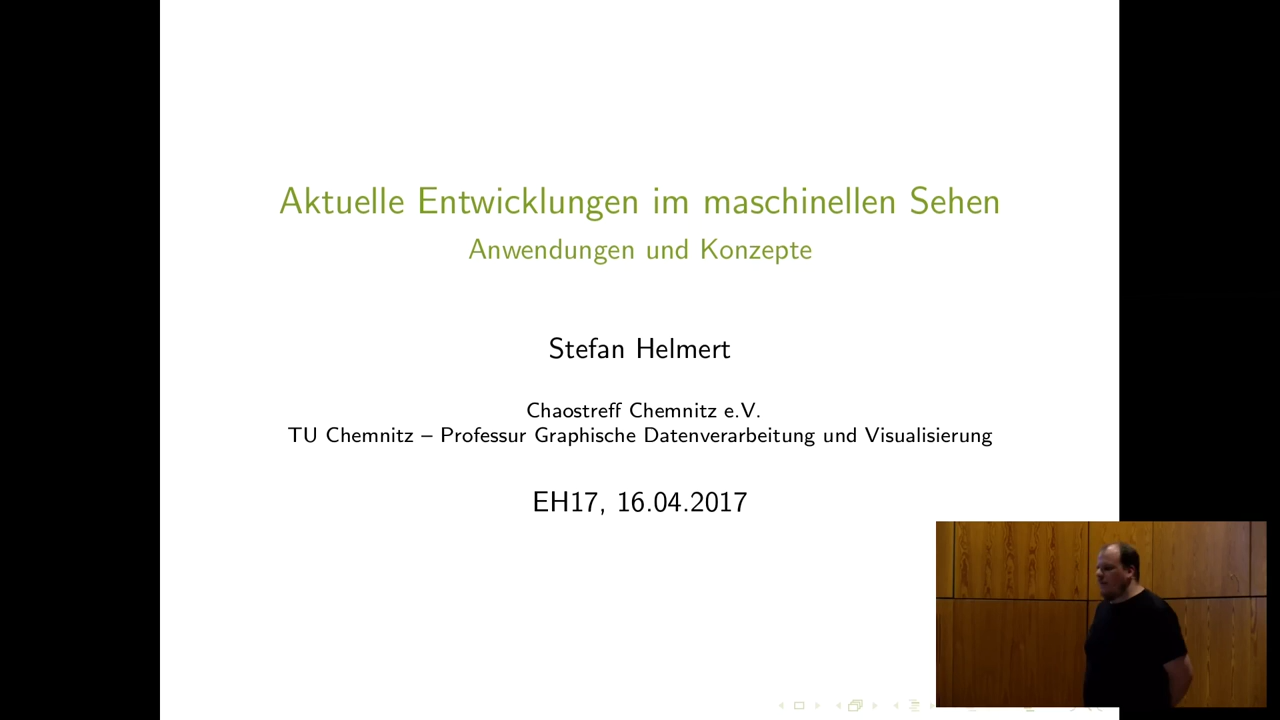 Aktuelle Entwicklungen im maschinellen Sehen
Anwendungen und Konzepte
Stefan Helmert
Chaostreff Chemnitz e.V.
TU Chemnitz – Professur Graphische Datenverarbeitung und Visualisierung
EH17, 16.04.2017